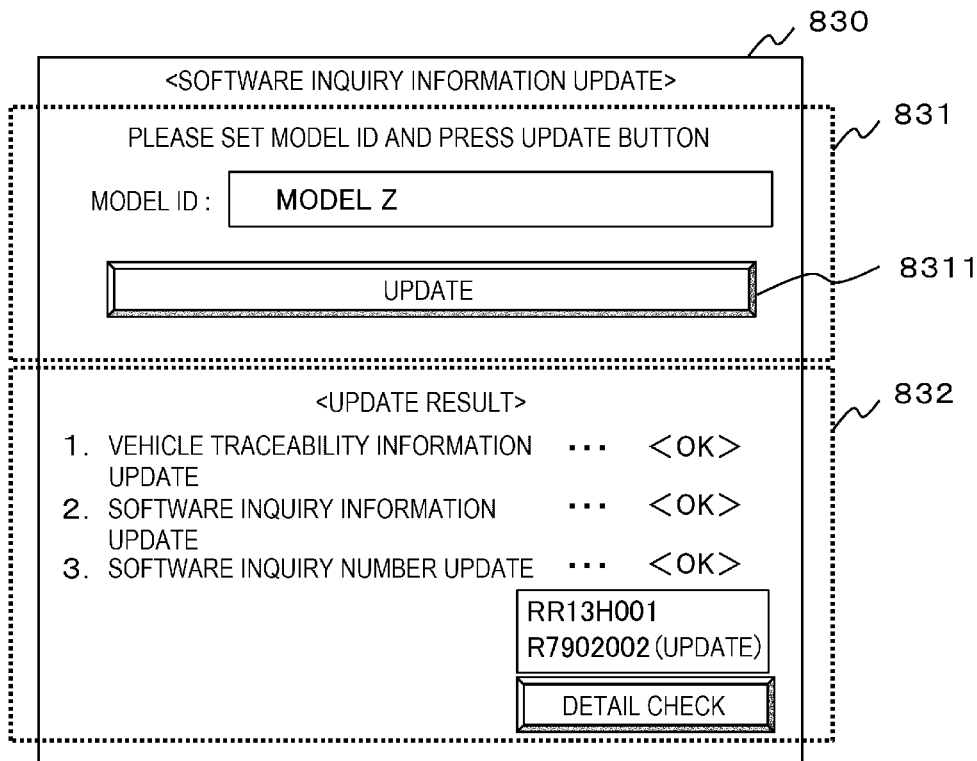 830
<SOFTWARE INQUIRY INFORMATION UPDATE>
831
PLEASE SET MODEL ID AND PRESS UPDATE BUTTON
MODEL ID : MODEL Z
8311
UPDATE
832
<UPDATE RESULT>
1. VEHICLE TRACEABILITY INFORMATION ··· <OK>
UPDATE
2. SOFTWARE INQUIRY INFORMATION ··· <OK>
UPDATE
3. SOFTWARE INQUIRY NUMBER UPDATE ··· <OK>
RR13H001
R7902002 (UPDATE)
DETAIL CHECK